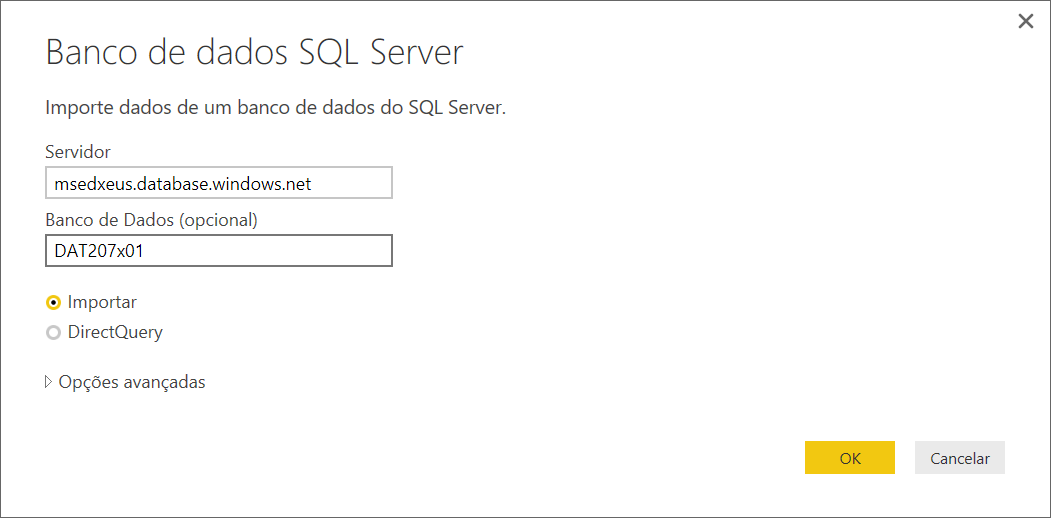 Banco de dados SQL Server
Importe dados de um banco de dados do SQL Server.
Servidor
msedxeus.database.windows.net
Banco de Dados (opcional)
DAT207x01
Importar
DirectQuery
Opções avançadas
OK
Cancelar